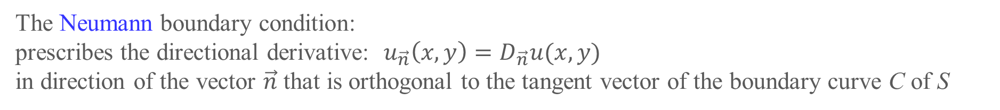 The Neumann boundary condition:
prescribes the directional derivative: $u_{\vec{n}}(x, y) = D_{\vec{n}}u(x, y)$
in direction of the vector $\vec{n}$ that is orthogonal to the tangent vector of the boundary curve C of S